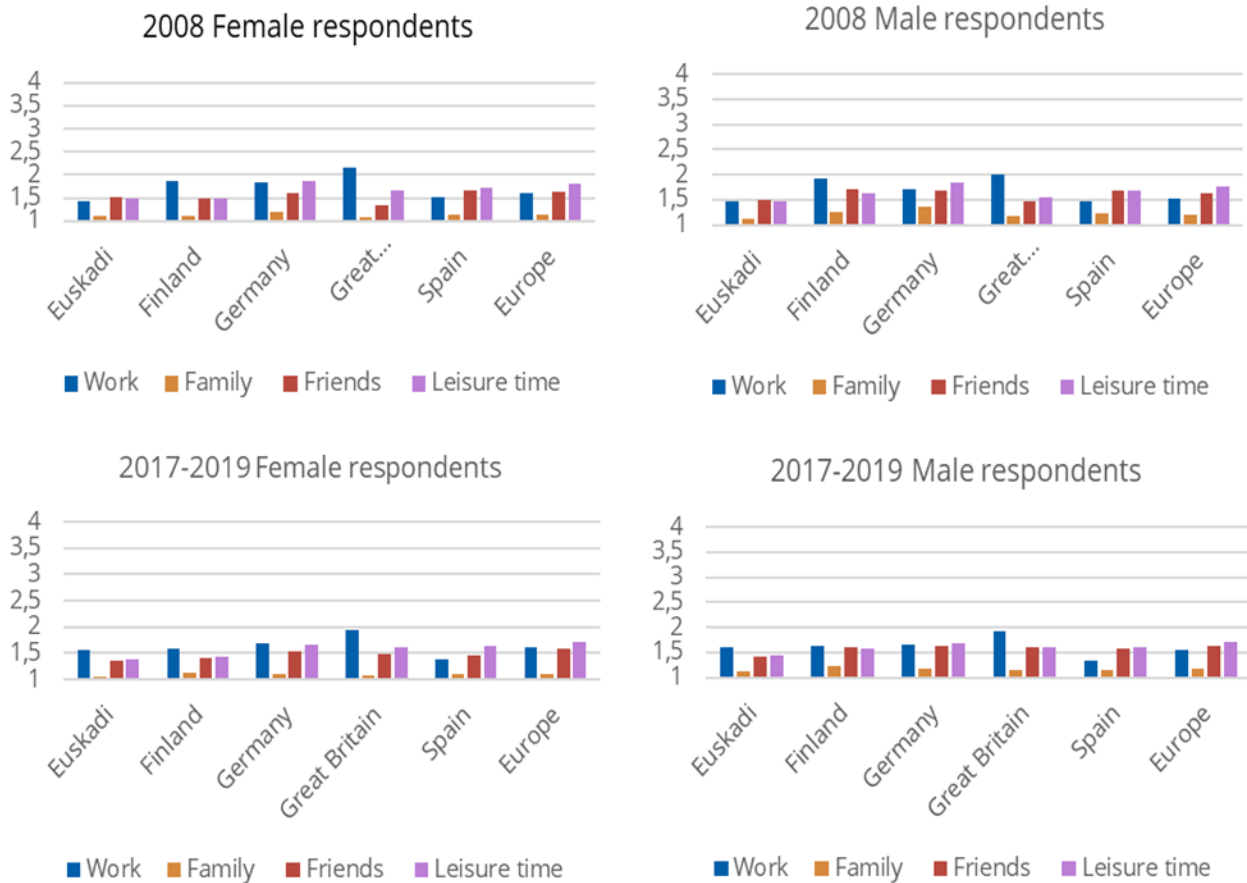 2008 Female respondents
4
3,5
3
2,5
2
1,5
1
Euskadi
Finland
Germany
Great...
Spain
Europe
Work Family Friends Leisure time
2008 Male respondents
4
3,5
3
2,5
2
1,5
1
Euskadi
Finland
Germany
Great...
Spain
Europe
Work Family Friends Leisure time
2017-2019 Female respondents
4
3,5
3
2,5
2
1,5
1
Euskadi
Finland
Germany
Great Britain
Spain
Europe
Work Family Friends Leisure time
2017-2019 Male respondents
4
3,5
3
2,5
2
1,5
1
Euskadi
Finland
Germany
Great Britain
Spain
Europe
Work Family Friends Leisure time